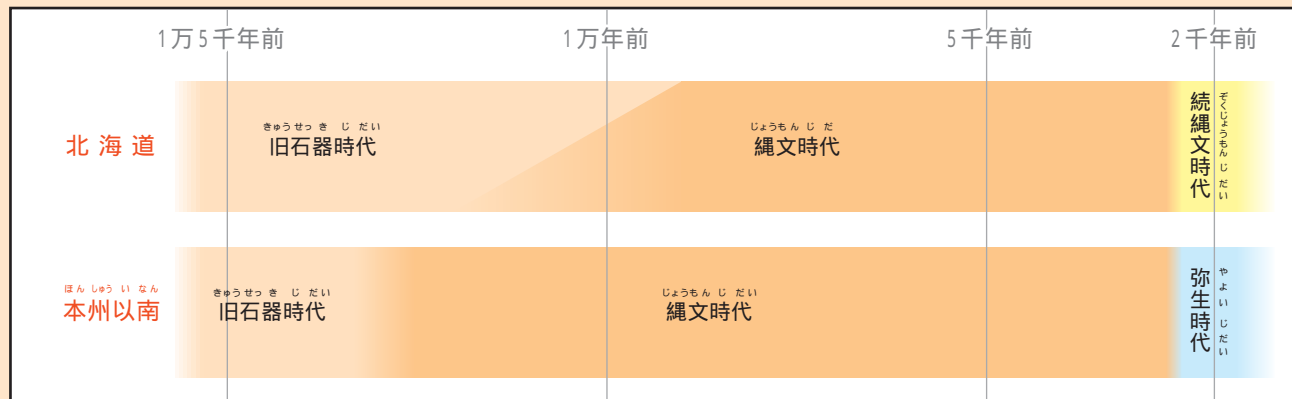 1万5千年前 1万年前 5千年前 2千年前
きゅうせっきじだい じょうもんじだ
北海道 旧石器時代 縄文時代
続縄文時代
ぞくじょうもんじだい
ほんしゅういなん きゅうせっきじだい じょうもんじだい
本州以南 旧石器時代 縄文時代
弥生時代
やよいじだい